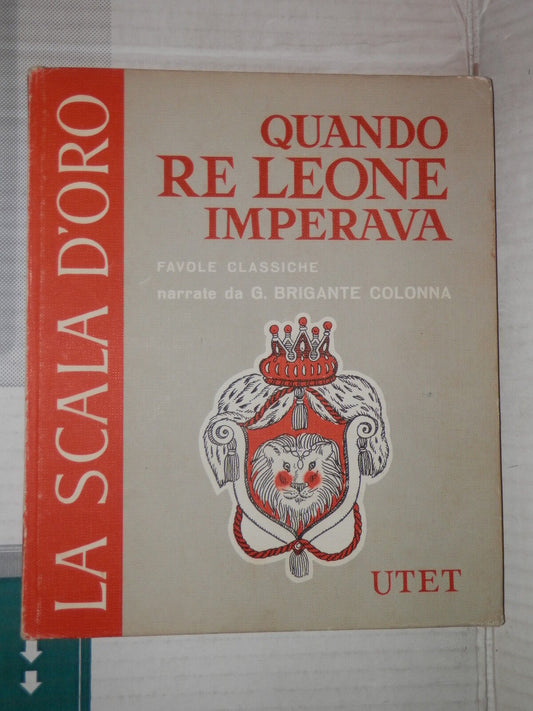 LA SCALA D'ORO
QUANDO
RE LEONE
IMPERAVA
FAVOLE CLASSICHE
narrate da G. BRIGANTE COLONNA
UTET